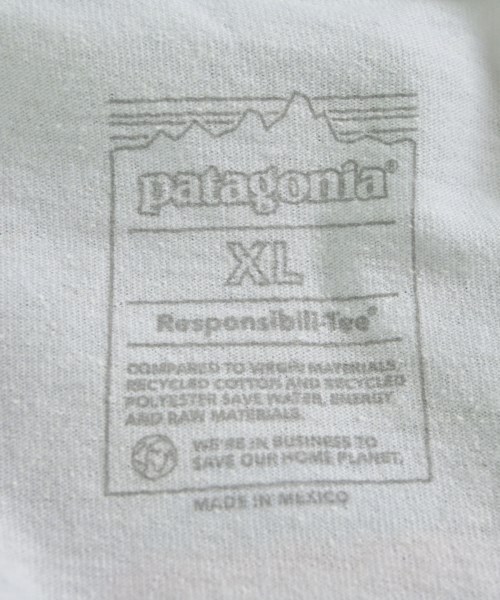 patagonia®
XL
Responsibili-Tee®
COMPARED TO VIRGIN MATERIALS,
RECYCLED COTTON AND RECYCLED
POLYESTER SAVE WATER, ENERGY
AND RAW MATERIALS.
WE'RE IN BUSINESS TO
SAVE OUR HOME PLANET.
MADE IN MEXICO